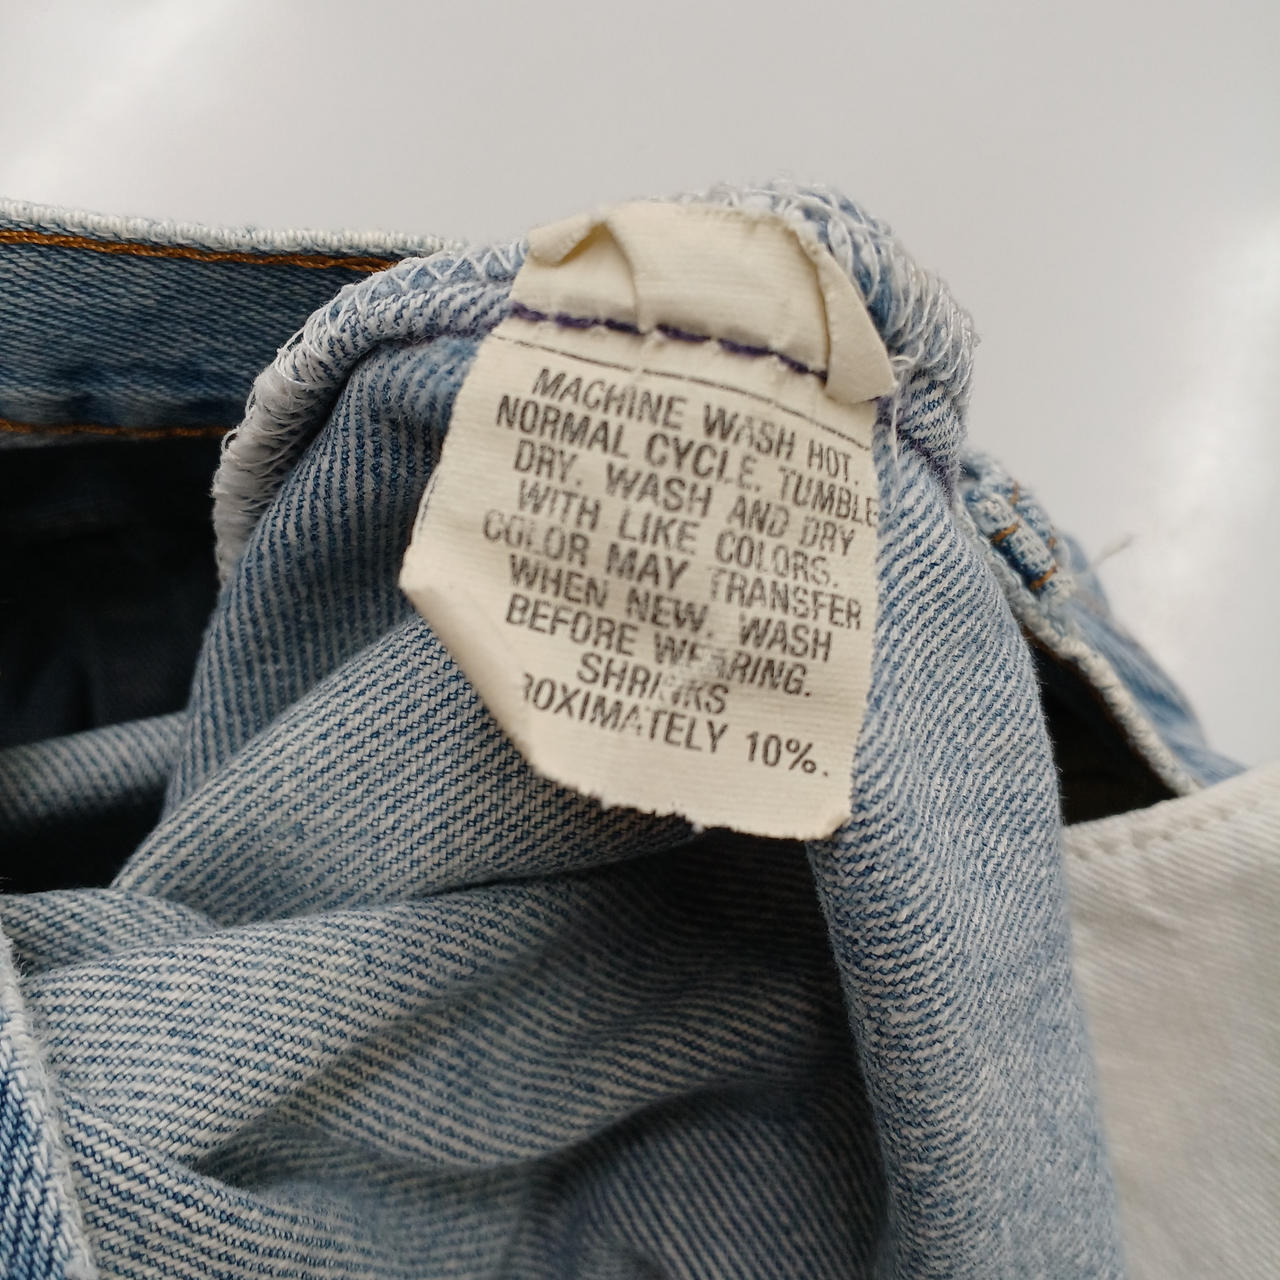 MACHINE WASH HOT.
NORMAL CYCLE. TUMBLE
DRY. WASH AND DRY
WITH LIKE COLORS.
COLOR MAY TRANSFER
WHEN NEW. WASH
BEFORE WEARING.
SHRINKS
ROXIMATELY 10%.